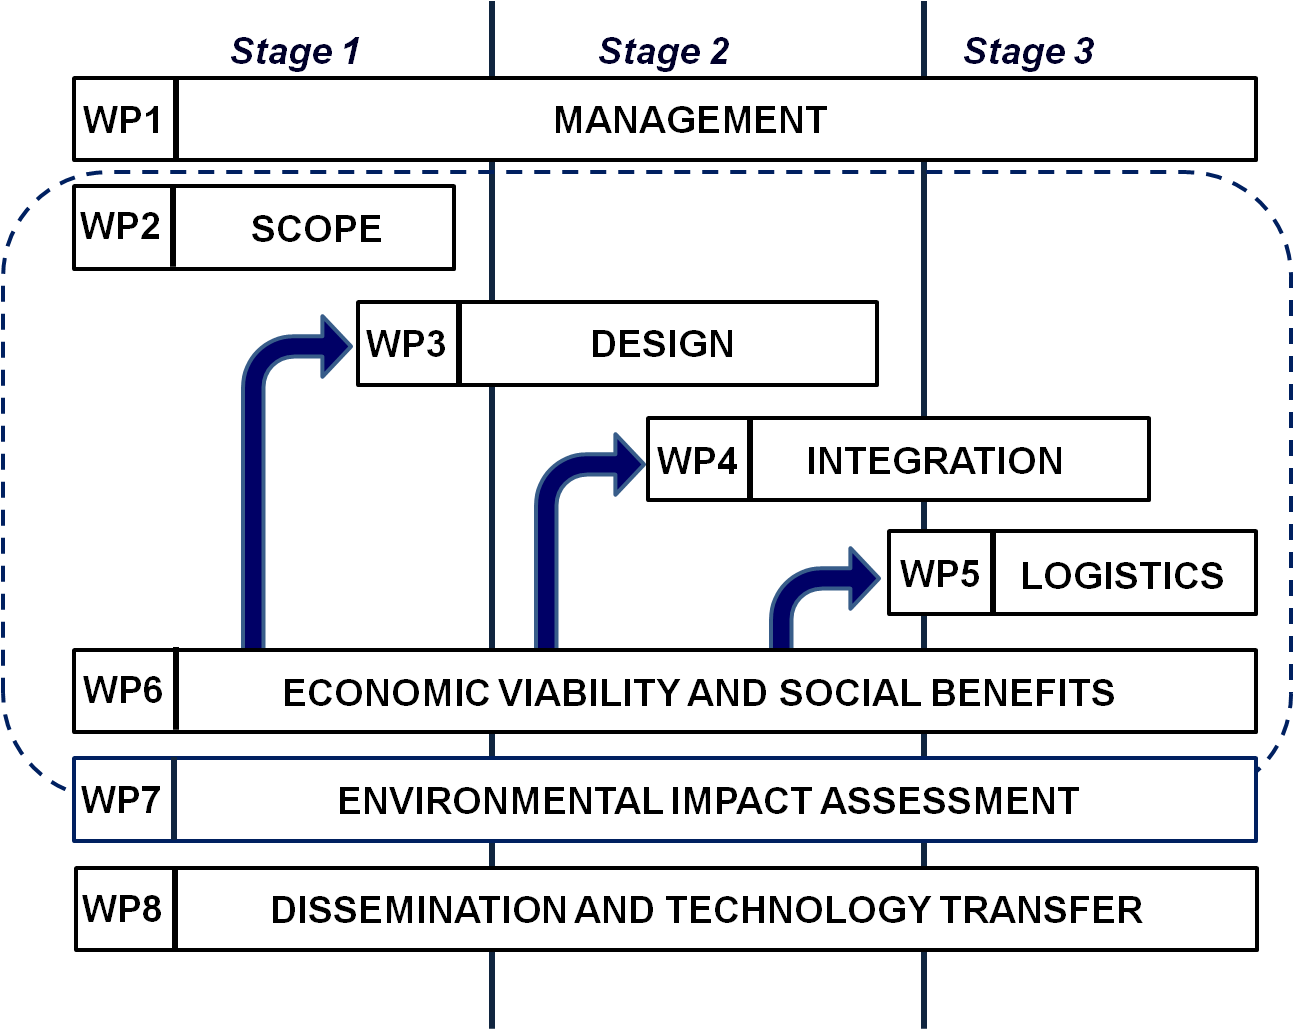 Stage 1 Stage 2 Stage 3
WP1 MANAGEMENT
WP2 SCOPE
WP3 DESIGN
WP4 INTEGRATION
WP5 LOGISTICS
WP6 ECONOMIC VIABILITY AND SOCIAL BENEFITS
WP7 ENVIRONMENTAL IMPACT ASSESSMENT
WP8 DISSEMINATION AND TECHNOLOGY TRANSFER